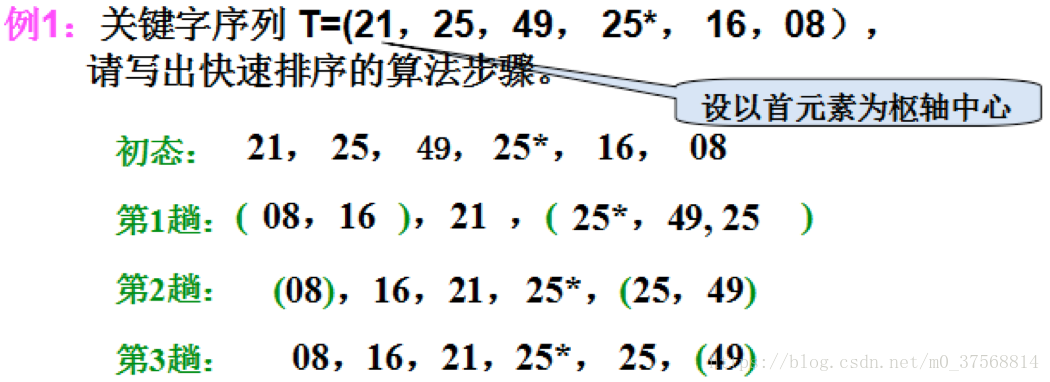 例1：关键字序列 T=(21，25，49， 25*， 16，08），
请写出快速排序的算法步骤。
设以首元素为枢轴中心
初态： 21， 25， 49，25*， 16， 08
第1趟：( 08，16 )，21 ，( 25*，49, 25 )
第2趟： (08)，16，21，25*，(25，49)
第3趟： 08，16，21，25*， 25，(49)
https://blog.csdn.net/m0_37568814